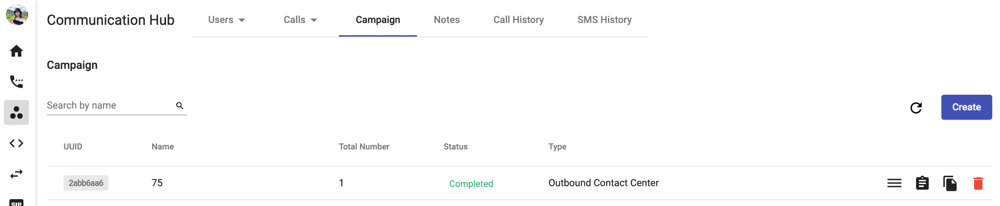 Communication Hub Users Calls Campaign Notes Call History SMS History
Campaign
Search by name Create
UUID Name Total Number Status Type
2abb6aa6 75 1 Completed Outbound Contact Center
SIP